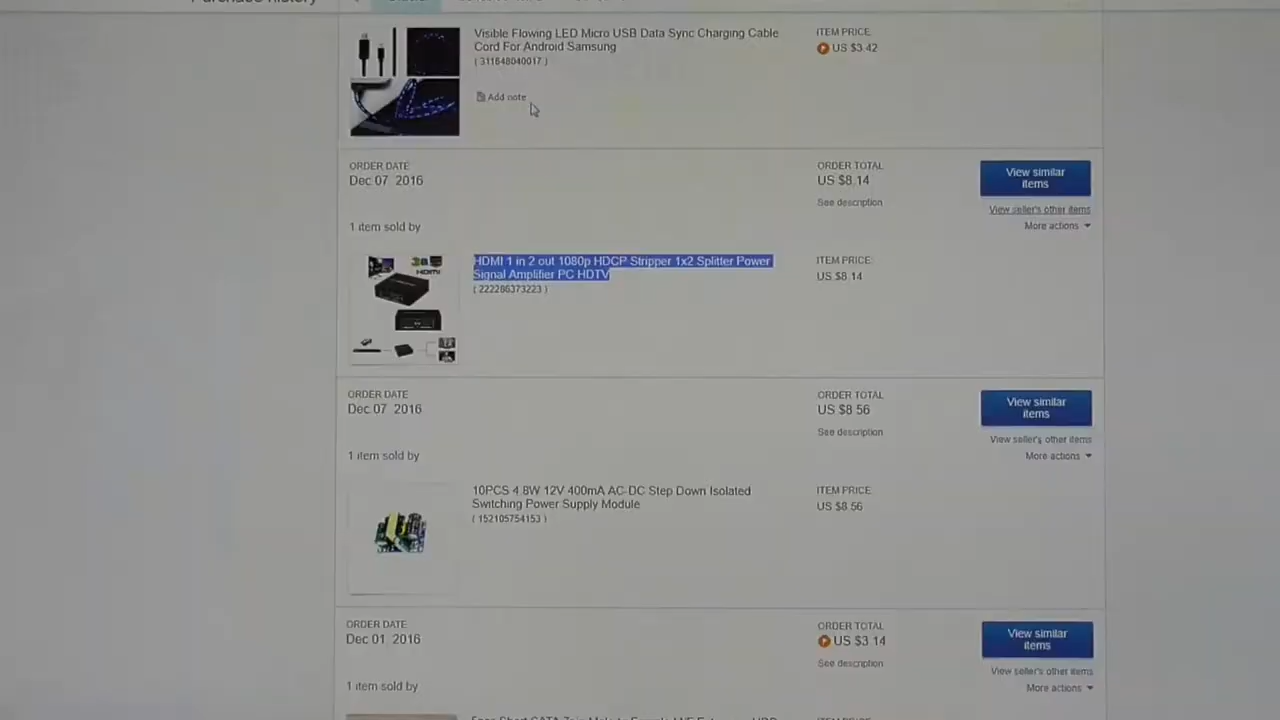 Purchase history
Visible Flowing LED Micro USB Data Sync Charging Cable
Cord For Android Samsung
( 311648040017 )
ITEM PRICE
US $3.42
Add note
ORDER DATE
Dec 07 2016
ORDER TOTAL
US $8.14
See description
View similar
items
View seller's other items
More actions
1 item sold by
HDMI 1 in 2 out 1080p HDCP Stripper 1x2 Splitter Power
Signal Amplifier PC HDTV
( 222286373223 )
ITEM PRICE
US $8.14
HDMI
ORDER DATE
Dec 07 2016
ORDER TOTAL
US $8.56
See description
View similar
items
View seller's other items
More actions
1 item sold by
10PCS 4.8W 12V 400mA AC-DC Step Down Isolated
Switching Power Supply Module
( 152105754153 )
ITEM PRICE
US $8.56
ORDER DATE
Dec 01 2016
ORDER TOTAL
US $3.14
See description
View similar
items
View seller's other items
More actions
1 item sold by